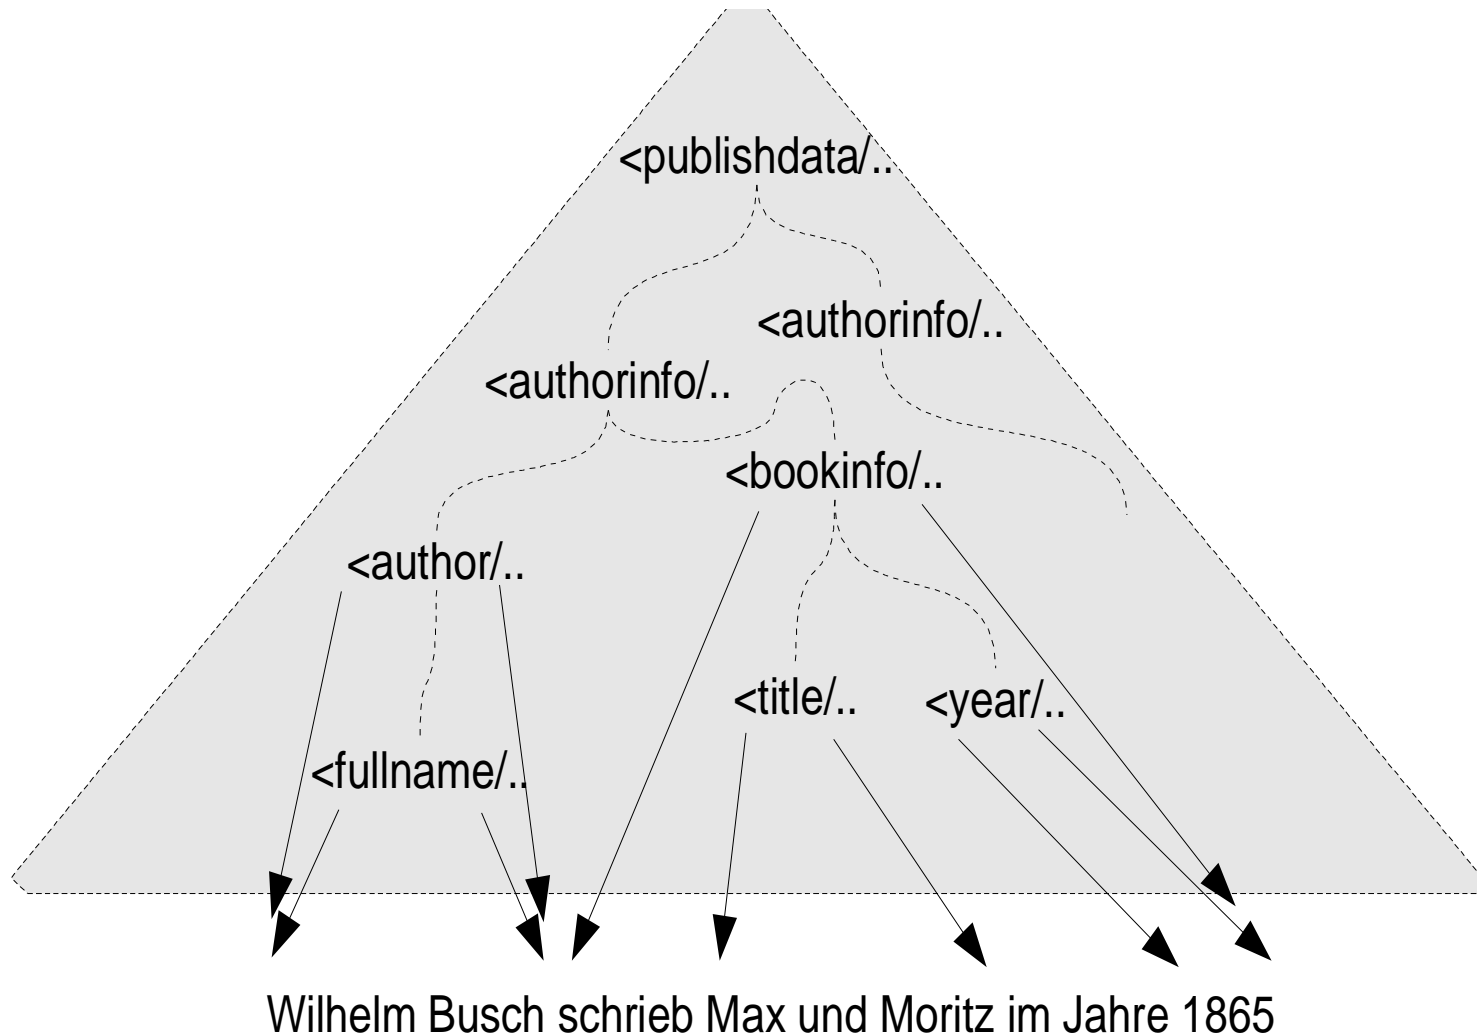 <publishdata/..
<authorinfo/..
<authorinfo/..
<bookinfo/..
<author/..
<title/..
<year/..
<fullname/..
Wilhelm Busch schrieb Max und Moritz im Jahre 1865